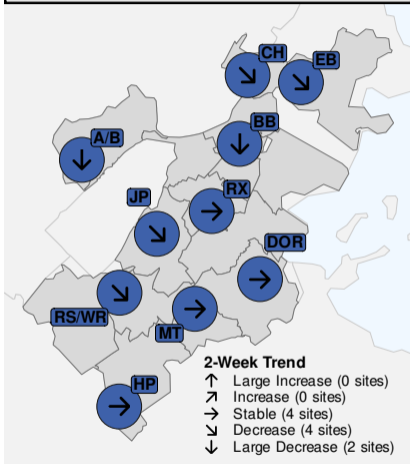 CH
EB
BB
A/B
RX
JP
DOR
RS/WR
MT
HP
2-Week Trend
↑ Large Increase (0 sites)
↗ Increase (0 sites)
→ Stable (4 sites)
↘ Decrease (4 sites)
↓ Large Decrease (2 sites)